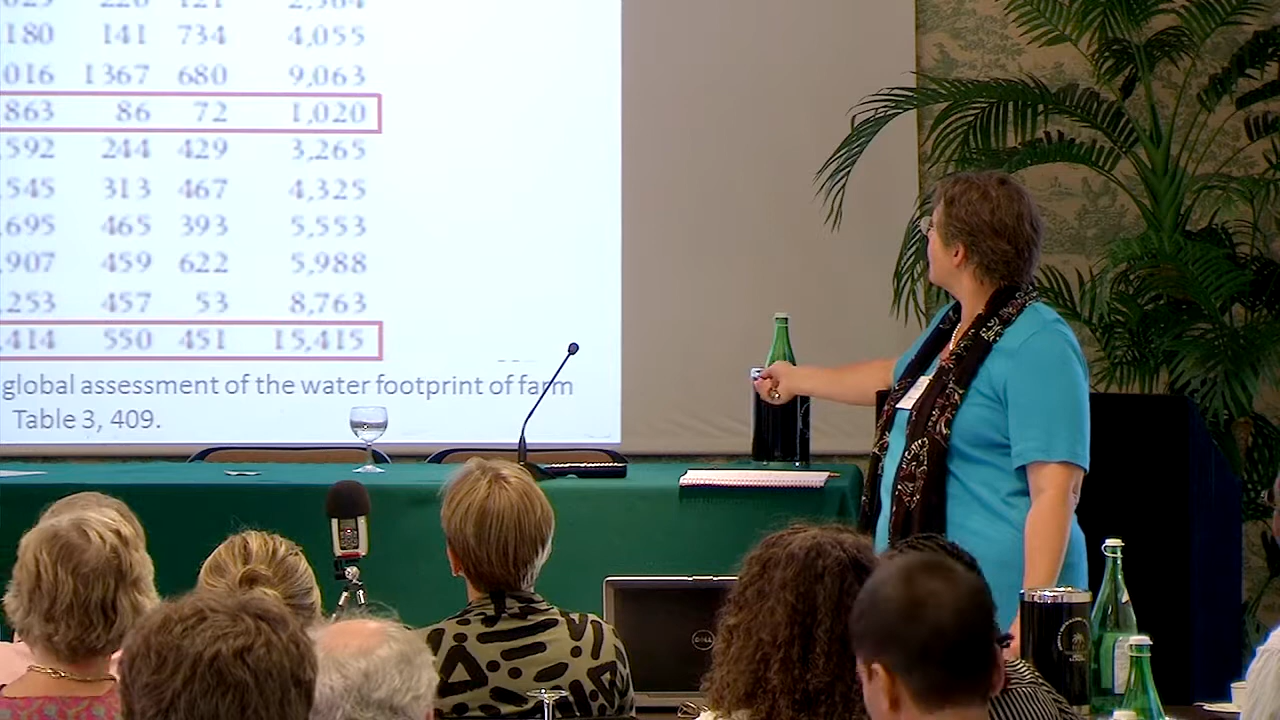 180 141 734 4,055
016 1367 680 9,063
863 86 72 1,020
592 244 429 3,265
,545 313 467 4,325
,695 465 393 5,553
,907 459 622 5,988
,253 457 53 8,763
,414 550 451 15,415
global assessment of the water footprint of farm
Table 3, 409.
DELL